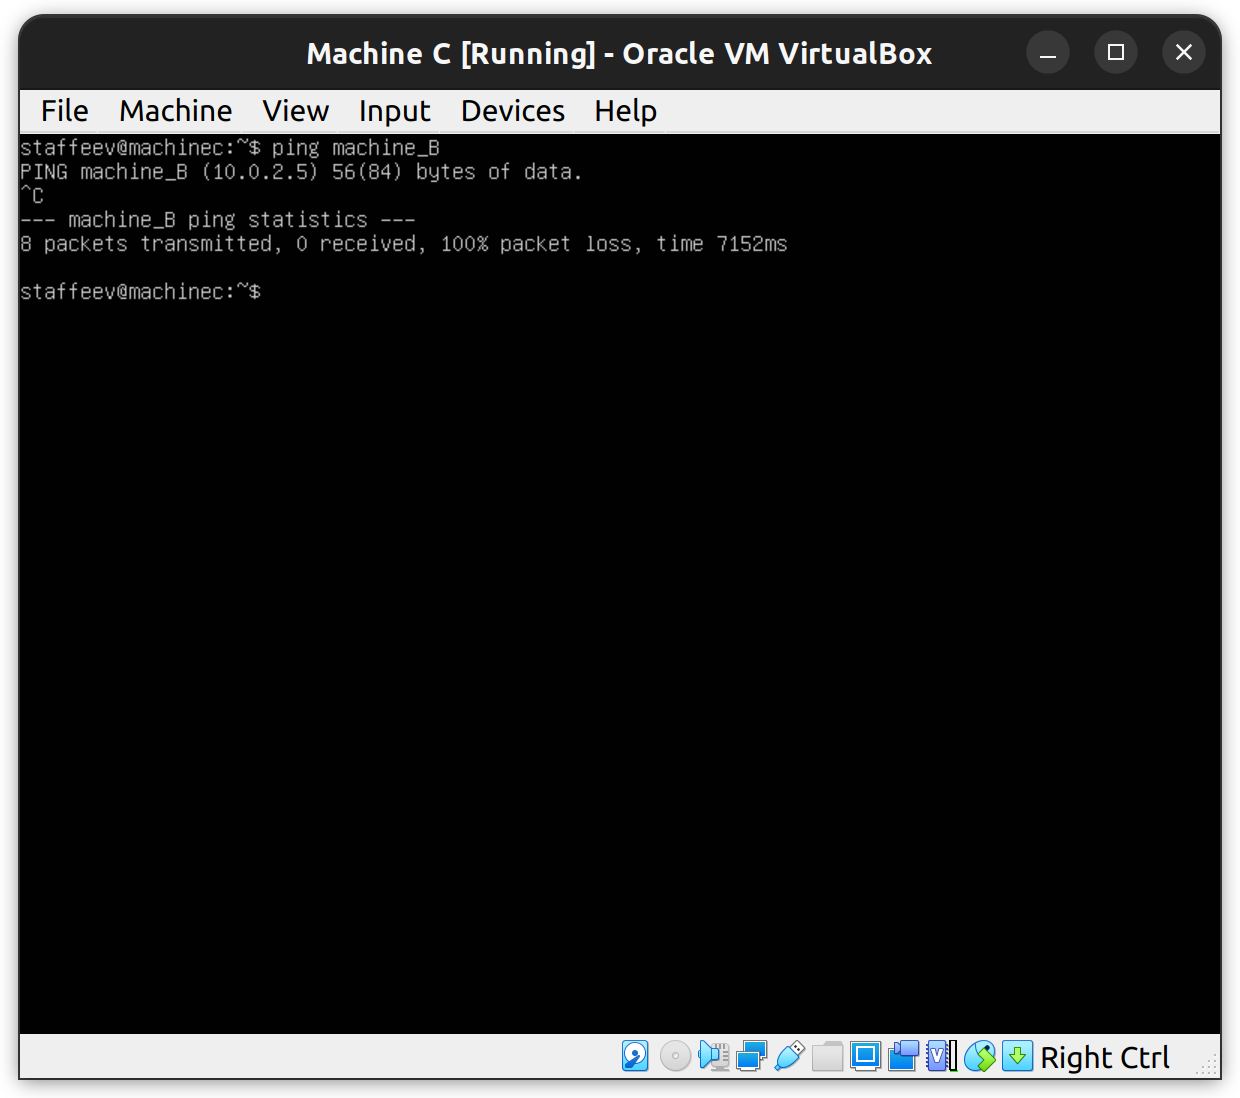 Machine C [Running] - Oracle VM VirtualBox
File Machine View Input Devices Help
staffeev@machinec:~$ ping machine_B
PING machine_B (10.0.2.5) 56(84) bytes of data.
^C
--- machine_B ping statistics ---
8 packets transmitted, 0 received, 100% packet loss, time 7152ms
staffeev@machinec:~$
Right Ctrl